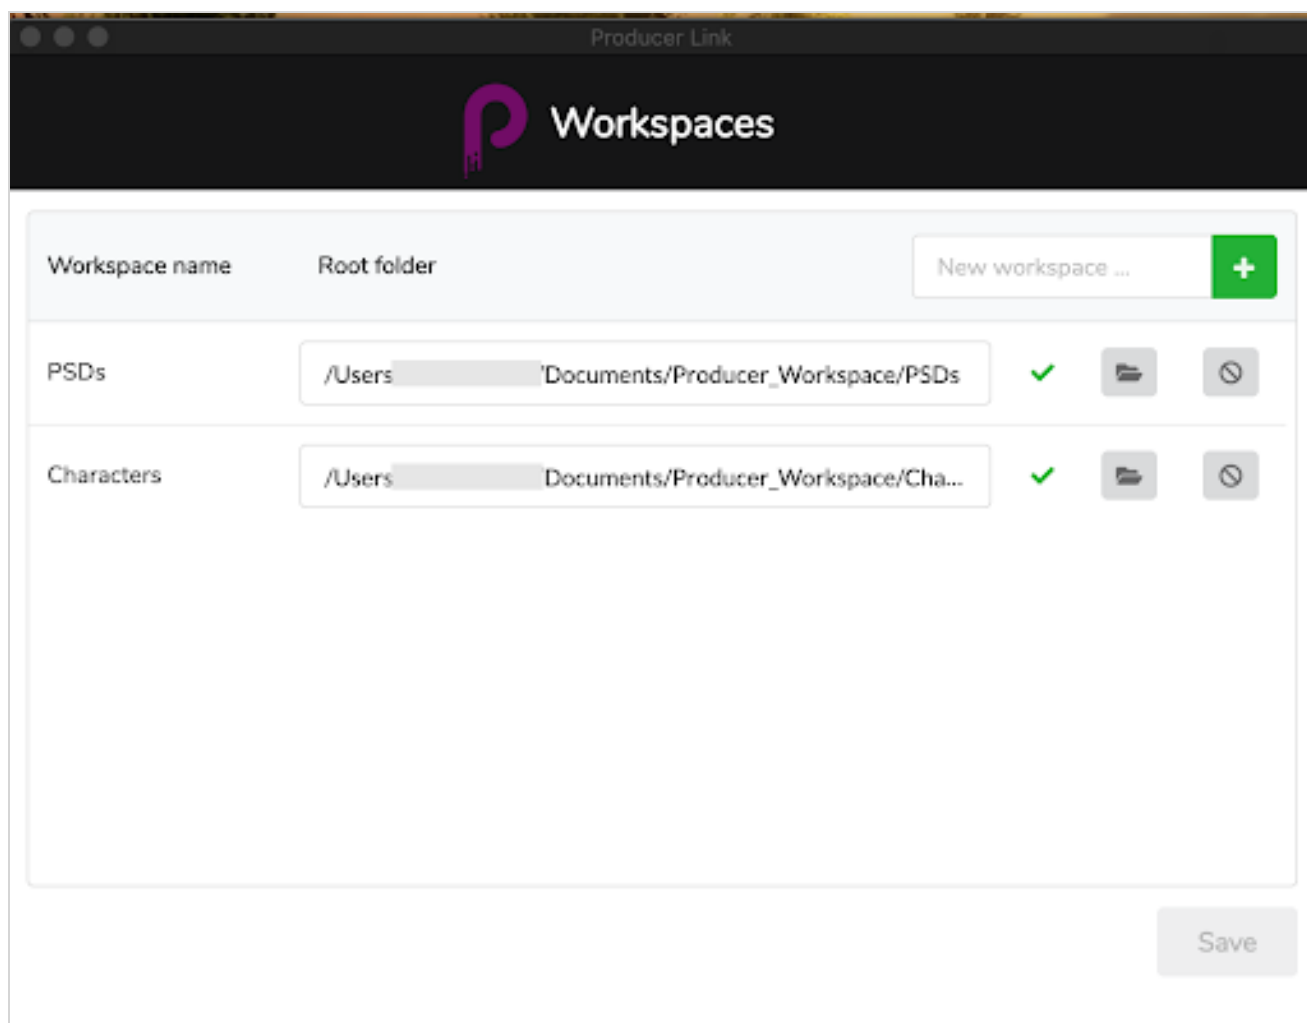 Producer Link
Workspaces
Workspace name Root folder New workspace ...
PSDs /Users /Documents/Producer_Workspace/PSDs
Characters /Users Documents/Producer_Workspace/Cha...
Save